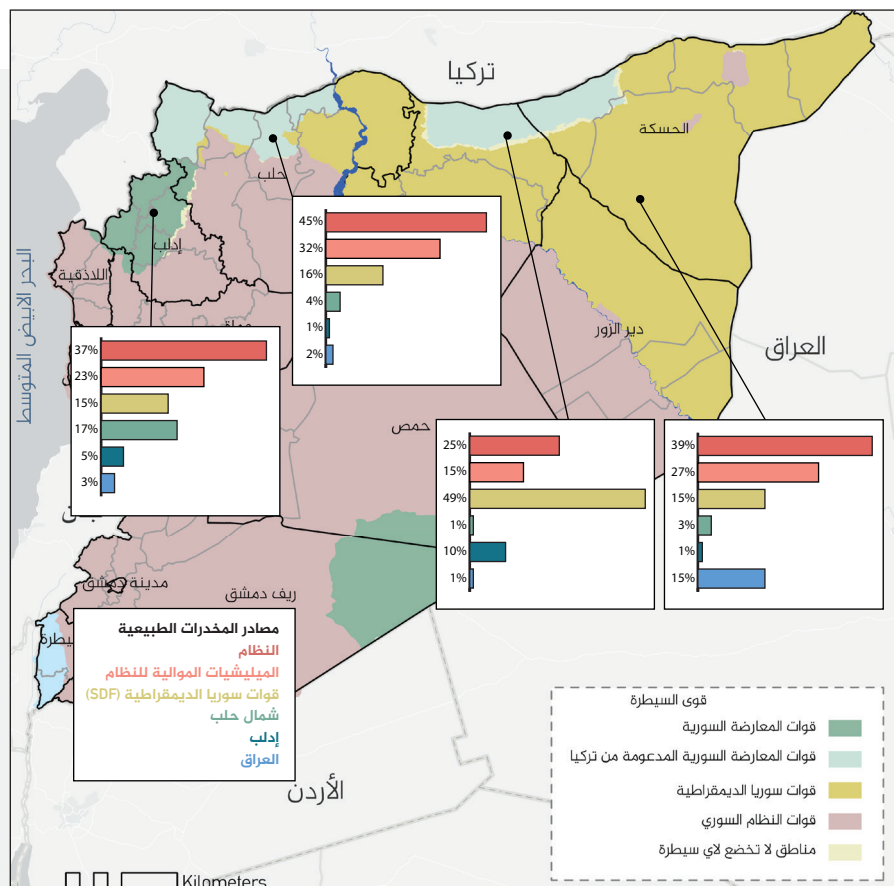 تركيا
الحسكة
حلب
إدلب
اللاذقية
البحر الابيض المتوسط
دير الزور
العراق
حمص
45%
32%
16%
4%
1%
2%
37%
23%
15%
17%
5%
3%
25%
15%
49%
1%
10%
1%
39%
27%
15%
3%
1%
15%
مدينة دمشق
ريف دمشق
سيطرة
مصادر المخدرات الطبيعية
النظام
الميليشيات الموالية للنظام
قوات سوريا الديمقراطية (SDF)
شمال حلب
إدلب
العراق
الأردن
قوى السيطرة
قوات المعارضة السورية
قوات المعارضة السورية المدعومة من تركيا
قوات سوريا الديمقراطية
قوات النظام السوري
مناطق لا تخضع لاي سيطرة
Kilometers